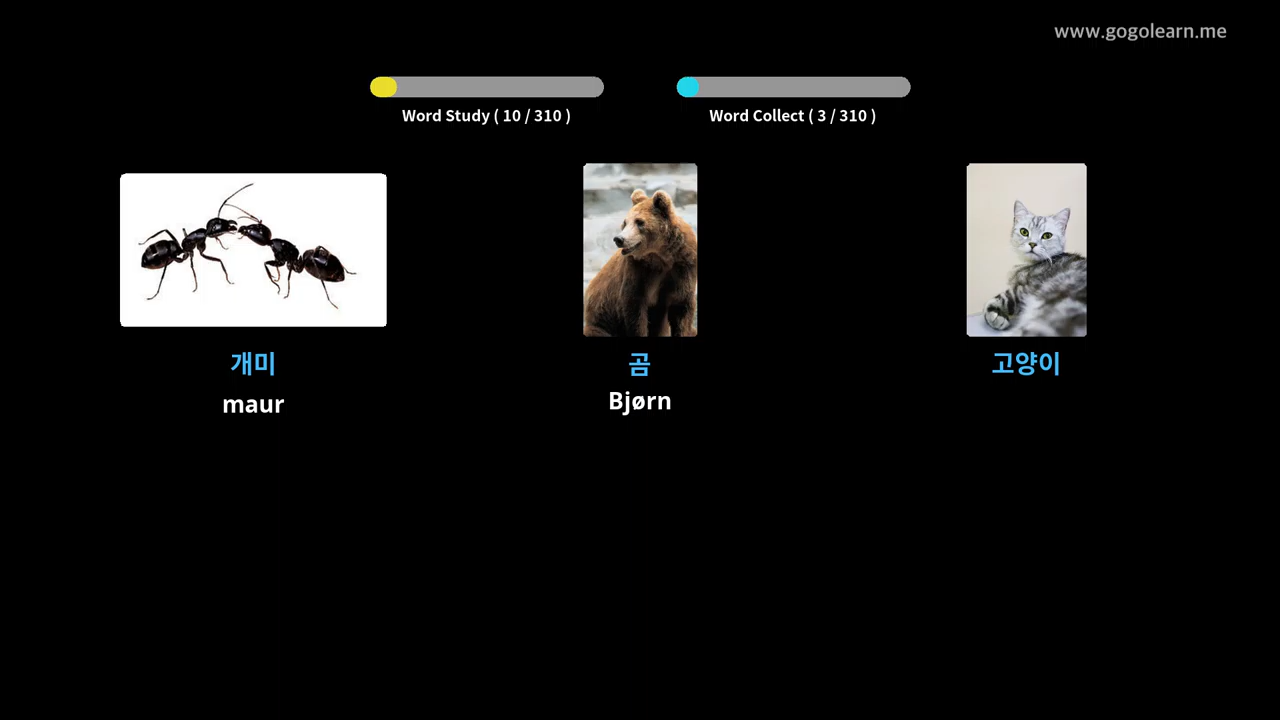 www.gogolearn.me
Word Study ( 10 / 310 )
Word Collect ( 3 / 310 )
개미
곰
고양이
maur
Bjørn